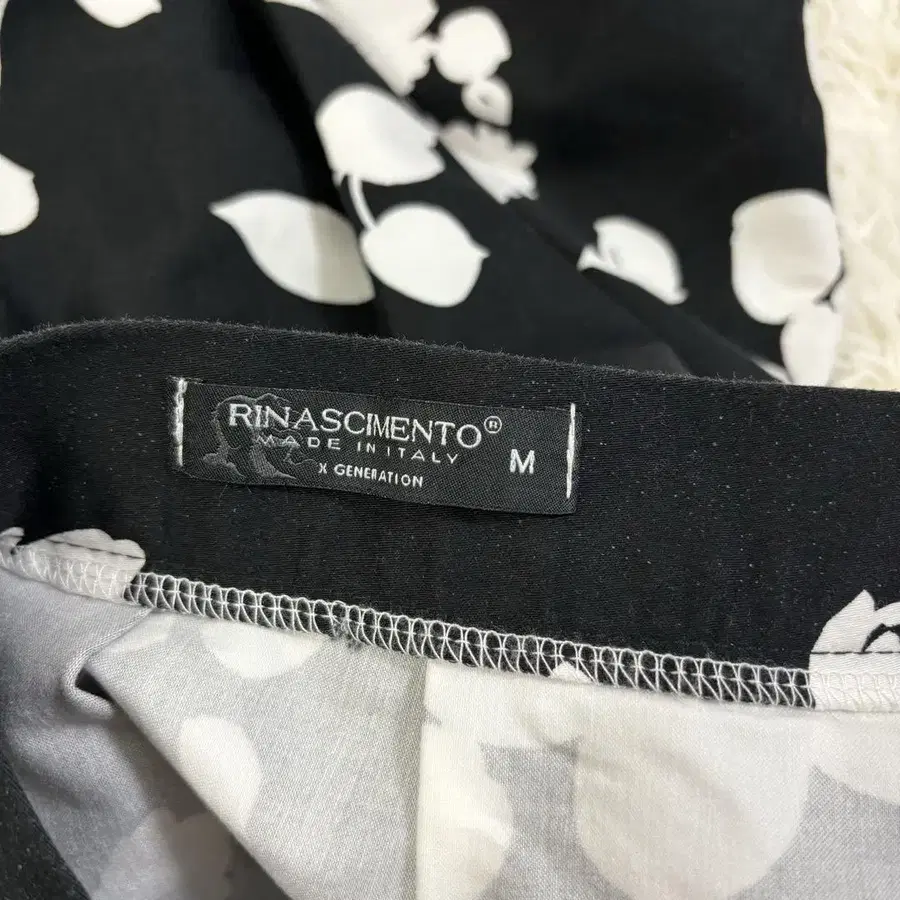 RINASCIMENTO®
MADE IN ITALY
X GENERATION
M